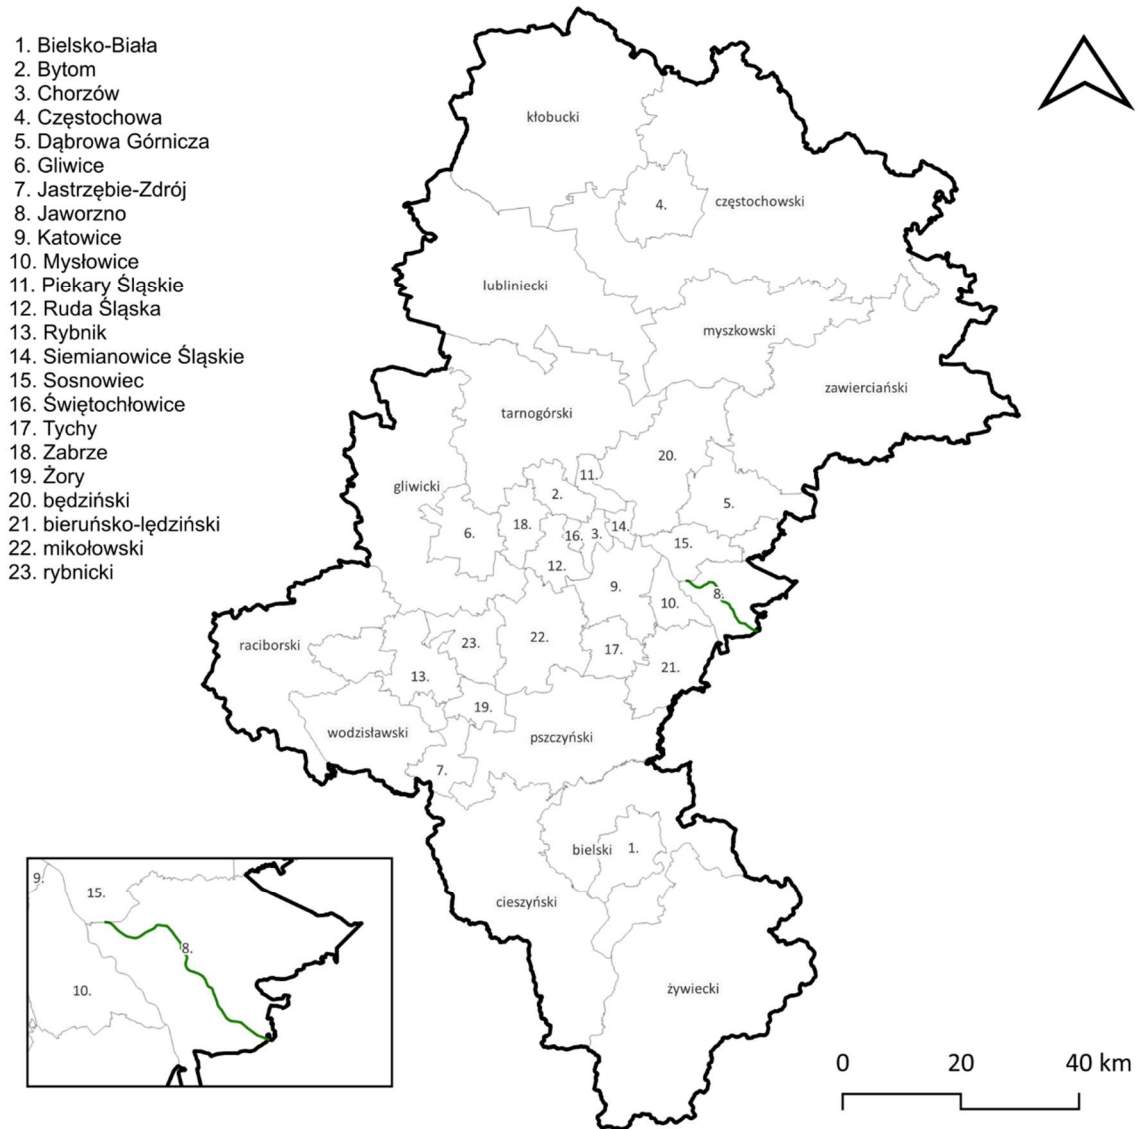 1. Bielsko-Biała
2. Bytom
3. Chorzów
4. Częstochowa
5. Dąbrowa Górnicza
6. Gliwice
7. Jastrzębie-Zdrój
8. Jaworzno
9. Katowice
10. Mysłowice
11. Piekary Śląskie
12. Ruda Śląska
13. Rybnik
14. Siemianowice Śląskie
15. Sosnowiec
16. Świętochłowice
17. Tychy
18. Zabrze
19. Żory
20. będziński
21. bieruńsko-lędziński
22. mikołowski
23. rybnicki
kłobucki
4.
częstochowski
lubliniecki
myszkowski
zawierciański
tarnogórski
20.
11.
gliwicki
2.
5.
6.
18.
16.
3.
14.
15.
12.
9.
10.
8.
raciborski
23.
22.
17.
21.
13.
19.
wodzisławski
pszczyński
7.
bielski
1.
cieszyński
żywiecki
9.
15.
8.
10.
0 20 40 km